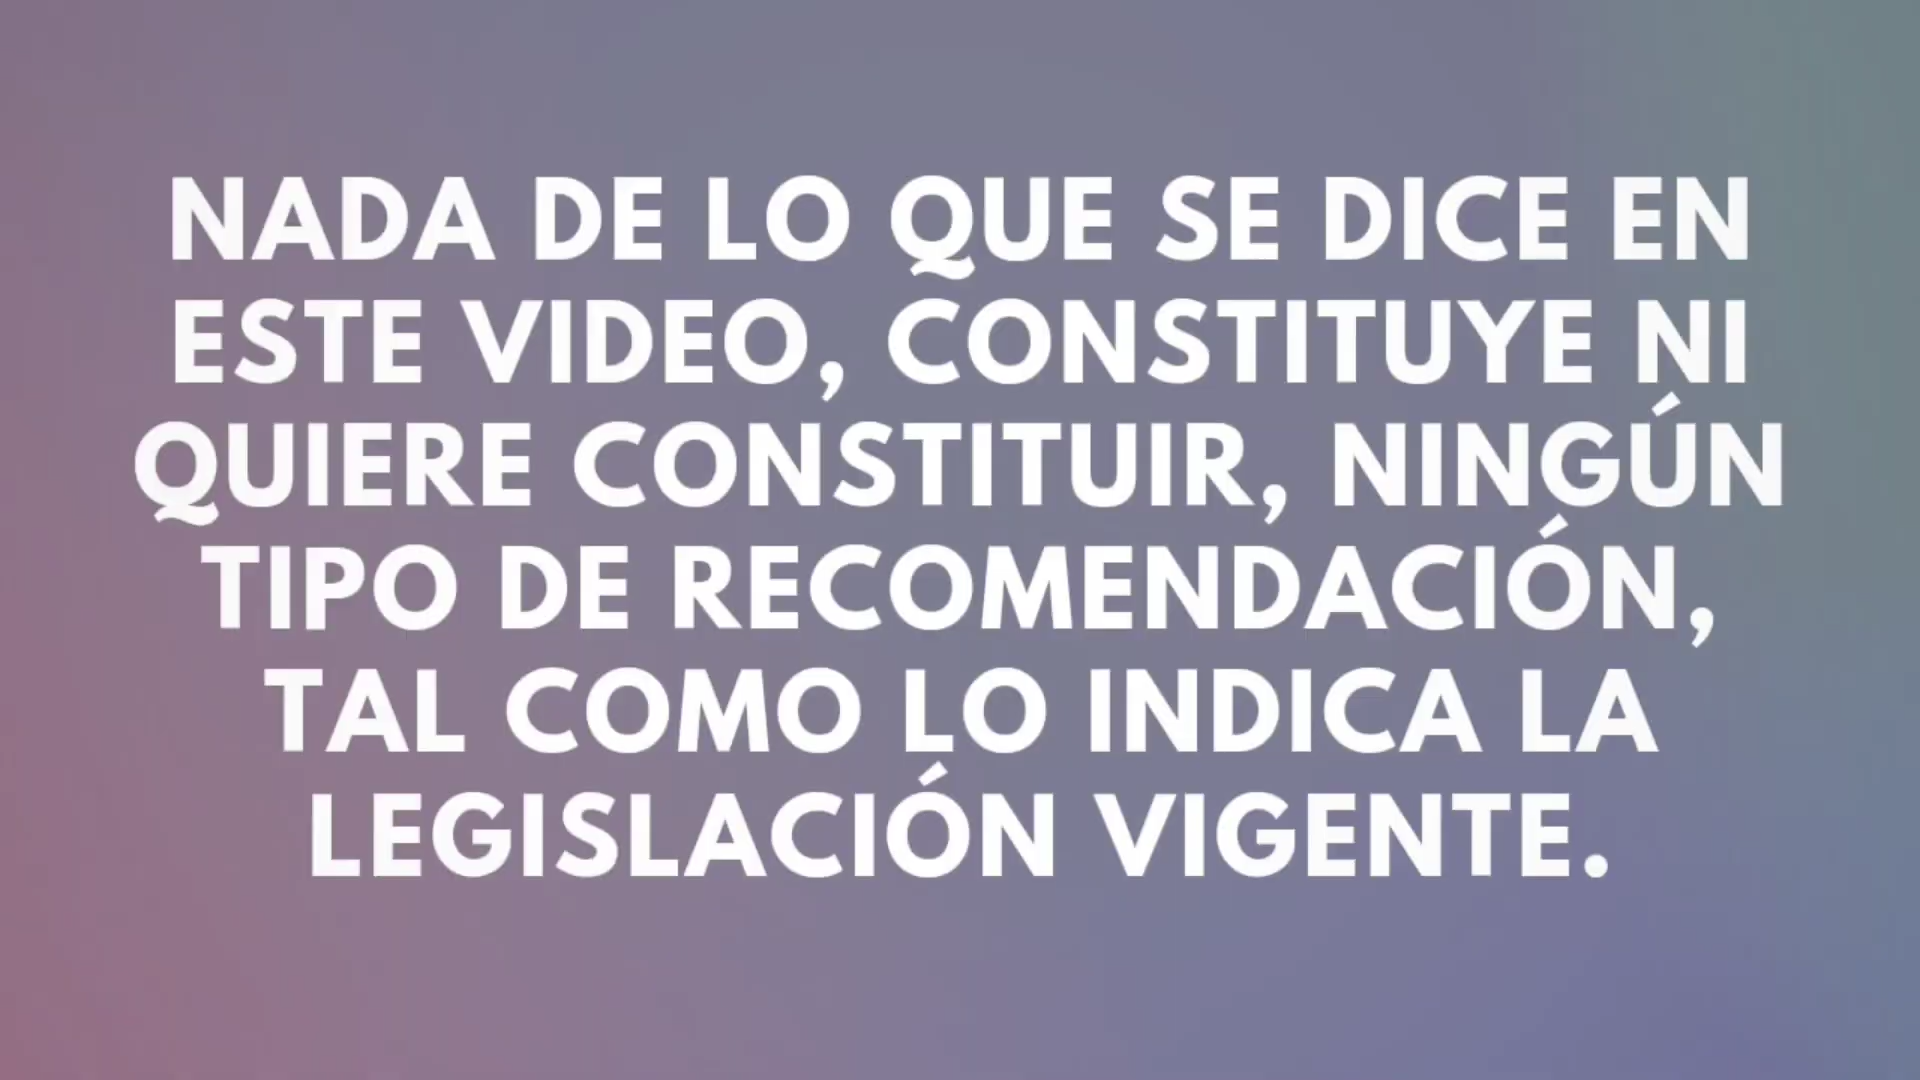 NADA DE LO QUE SE DICE EN
ESTE VIDEO, CONSTITUYE NI
QUIERE CONSTITUIR, NINGÚN
TIPO DE RECOMENDACIÓN,
TAL COMO LO INDICA LA
LEGISLACIÓN VIGENTE.